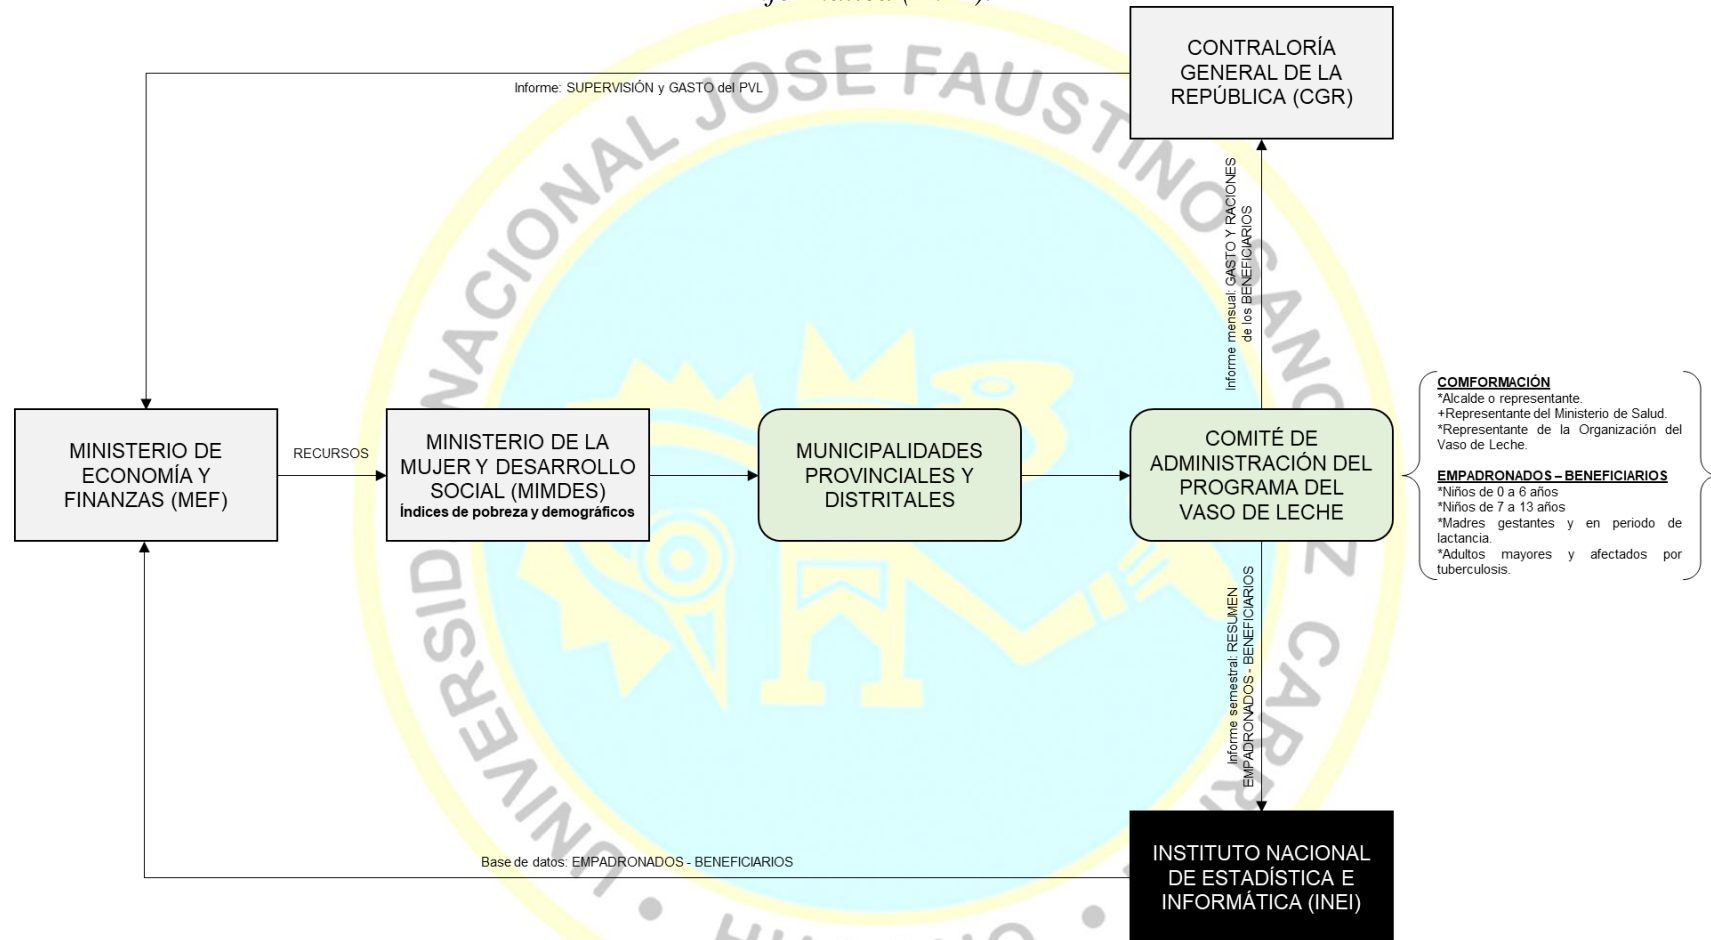 CONTRALORÍA
GENERAL DE LA
REPÚBLICA (CGR)
Informe: SUPERVISIÓN y GASTO del PVL
Informe mensual: GASTO Y RACIONES
de los BENEFICIARIOS
MINISTERIO DE
ECONOMÍA Y
FINANZAS (MEF)
RECURSOS
MINISTERIO DE LA
MUJER Y DESARROLLO
SOCIAL (MIMDES)
Índices de pobreza y demográficos
MUNICIPALIDADES
PROVINCIALES Y
DISTRITALES
COMITÉ DE
ADMINISTRACIÓN DEL
PROGRAMA DEL
VASO DE LECHE
COMFORMACIÓN
*Alcalde o representante.
+Representante del Ministerio de Salud.
*Representante de la Organización del
Vaso de Leche.
EMPADRONADOS – BENEFICIARIOS
*Niños de 0 a 6 años
*Niños de 7 a 13 años
*Madres gestantes y en periodo de
lactancia.
*Adultos mayores y afectados por
tuberculosis.
Informe semestral: RESUMEN
EMPADRONADOS - BENEFICIARIOS
Base de datos: EMPADRONADOS - BENEFICIARIOS
INSTITUTO NACIONAL
DE ESTADÍSTICA E
INFORMÁTICA (INEI)